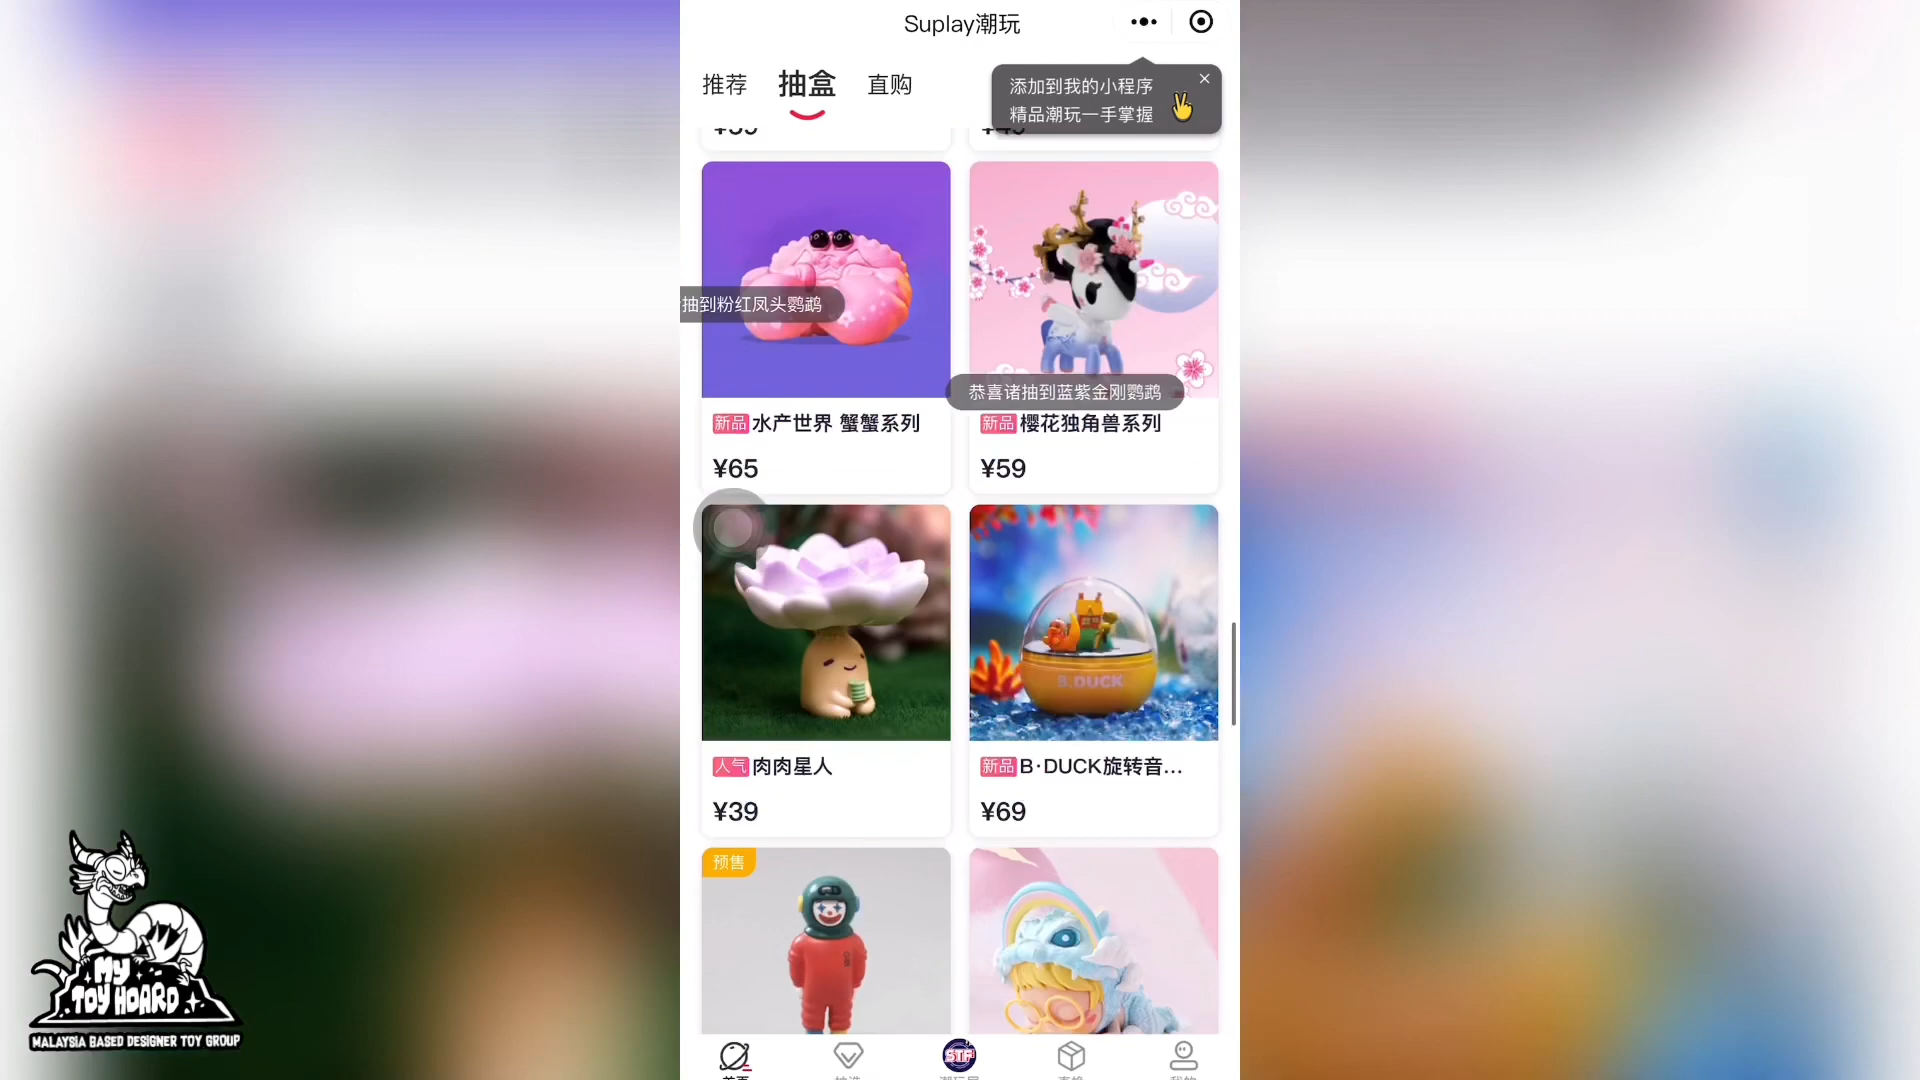 Suplay潮玩
推荐 抽盒 直购
添加到我的小程序
精品潮玩一手掌握
抽到粉红凤头鹦鹉
恭喜诸抽到蓝紫金刚鹦鹉
新品 水产世界 蟹蟹系列
¥65
新品 樱花独角兽系列
¥59
B.DUCK
人气 肉肉星人
¥39
新品 B·DUCK旋转音...
¥69
预售
STF
MY
TOY HOARD
MALAYSIA BASED DESIGNER TOY GROUP